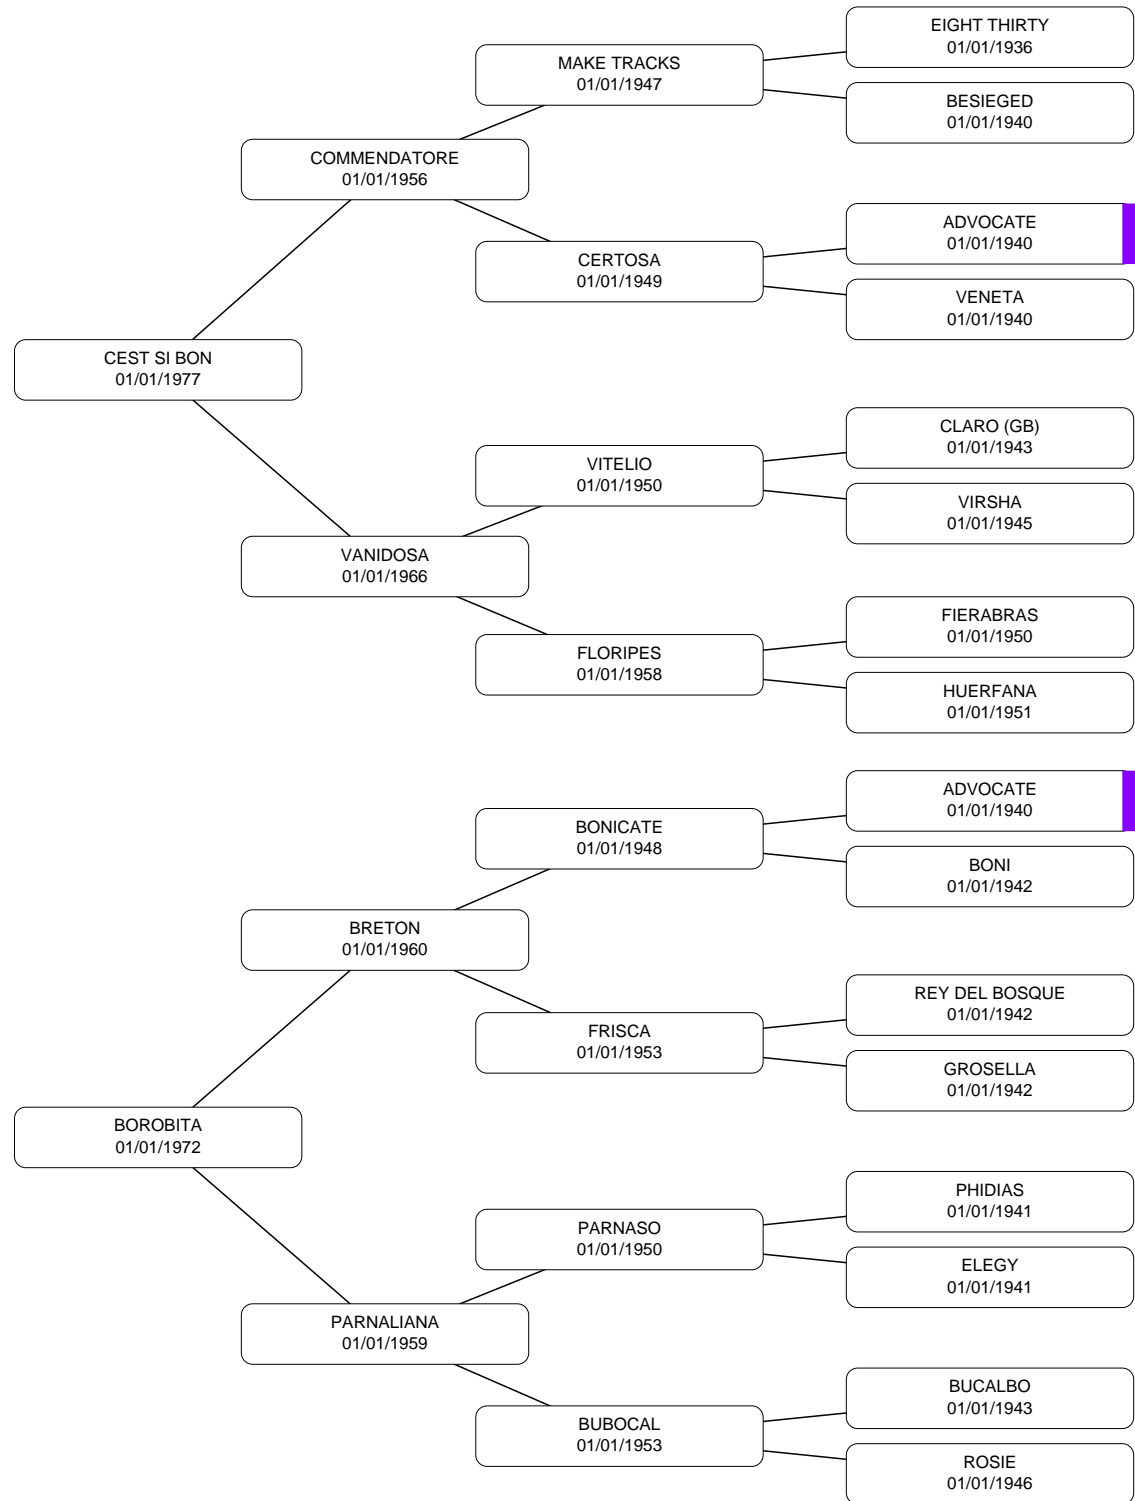 EIGHT THIRTY
01/01/1936
MAKE TRACKS
01/01/1947
BESIEGED
01/01/1940
COMMENDATORE
01/01/1956
ADVOCATE
01/01/1940
CERTOSA
01/01/1949
VENETA
01/01/1940
CEST SI BON
01/01/1977
CLARO (GB)
01/01/1943
VITELIO
01/01/1950
VIRSHA
01/01/1945
VANIDOSA
01/01/1966
FIERABRAS
01/01/1950
FLORIPES
01/01/1958
HUERFANA
01/01/1951
ADVOCATE
01/01/1940
BONICATE
01/01/1948
BONI
01/01/1942
BRETON
01/01/1960
REY DEL BOSQUE
01/01/1942
FRISCA
01/01/1953
GROSELLA
01/01/1942
BOROBITA
01/01/1972
PHIDIAS
01/01/1941
PARNASO
01/01/1950
ELEGY
01/01/1941
PARNALIANA
01/01/1959
BUCALBO
01/01/1943
BUBOCAL
01/01/1953
ROSIE
01/01/1946